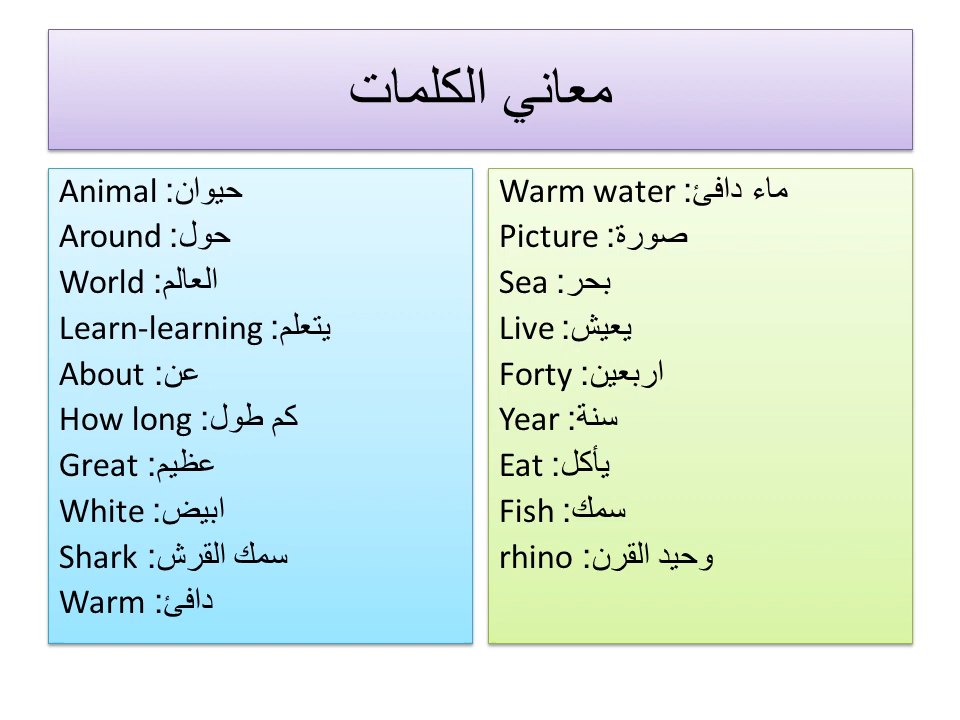 معاني الكلمات
Animal :حيوان
Around :حول
World :العالم
Learn-learning :يتعلم
About :عن
How long :كم طول
Great :عظيم
White :ابيض
Shark :سمك القرش
Warm :دافئ
Warm water :ماء دافئ
Picture :صورة
Sea :بحر
Live :يعيش
Forty :اربعين
Year :سنة
Eat :يأكل
Fish :سمك
rhino :وحيد القرن